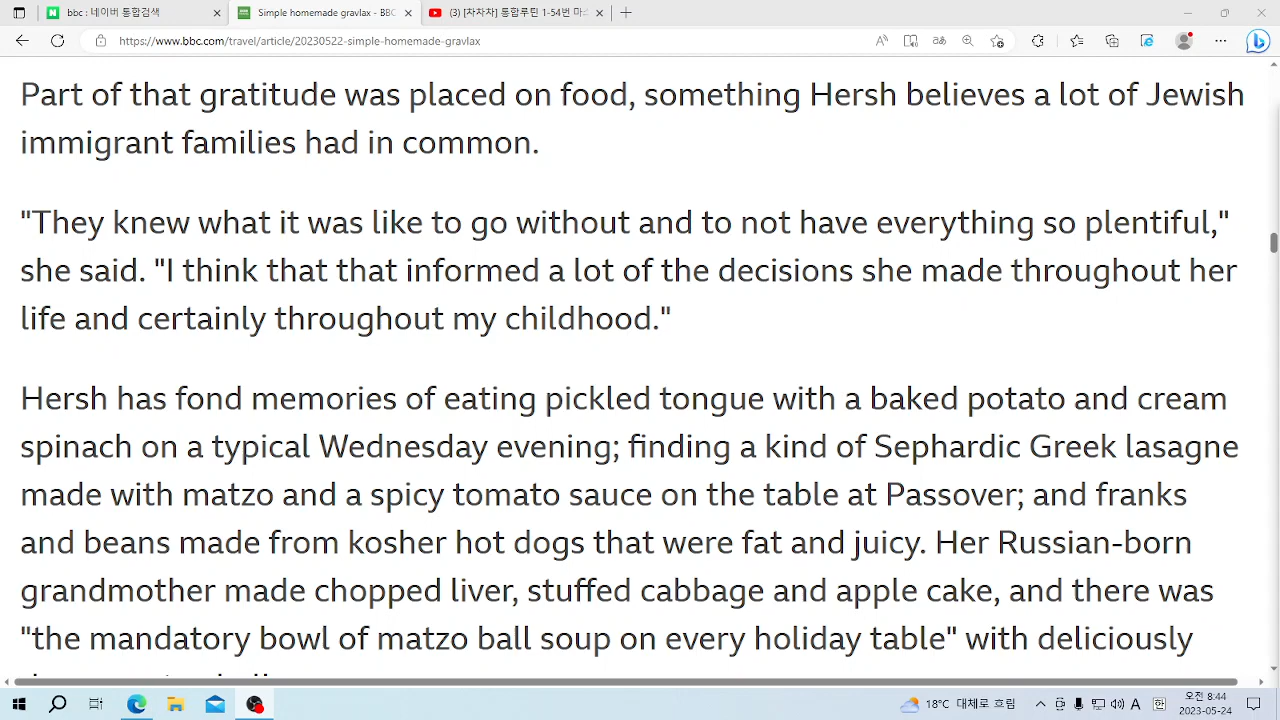 bbc : 네이버 통합검색
Simple homemade gravlax - BBC
(3) [차차차] 통합루틴 1-54번 마스
https://www.bbc.com/travel/article/20230522-simple-homemade-gravlax
Part of that gratitude was placed on food, something Hersh believes a lot of Jewish
immigrant families had in common.
"They knew what it was like to go without and to not have everything so plentiful,"
she said. "I think that that informed a lot of the decisions she made throughout her
life and certainly throughout my childhood."
Hersh has fond memories of eating pickled tongue with a baked potato and cream
spinach on a typical Wednesday evening; finding a kind of Sephardic Greek lasagne
made with matzo and a spicy tomato sauce on the table at Passover; and franks
and beans made from kosher hot dogs that were fat and juicy. Her Russian-born
grandmother made chopped liver, stuffed cabbage and apple cake, and there was
"the mandatory bowl of matzo ball soup on every holiday table" with deliciously
18°C 대체로 흐림
A
오전 8:44
2023-05-24